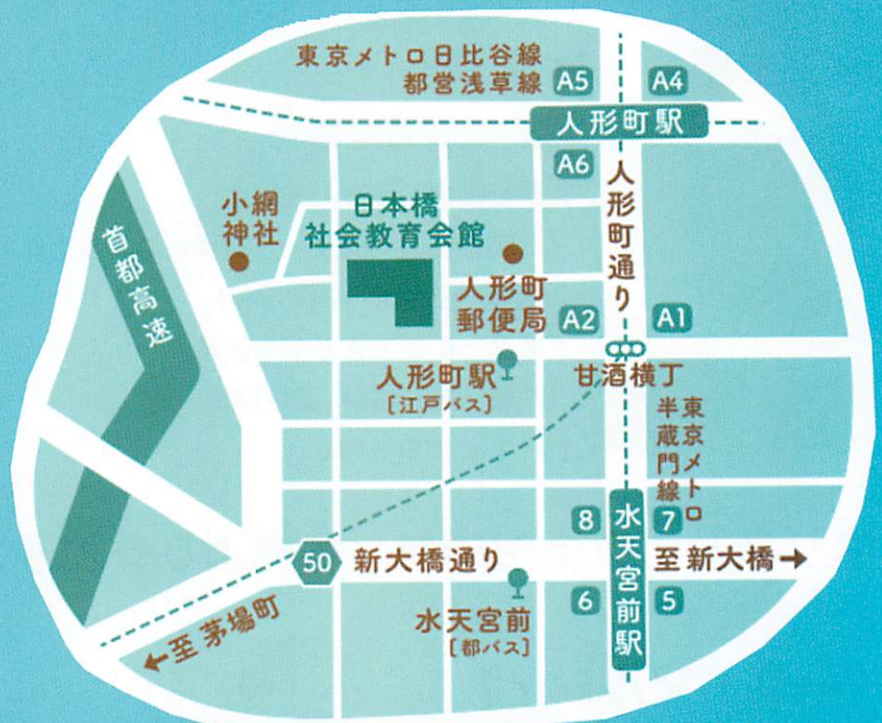 東京メトロ日比谷線
都営浅草線
A5
A4
人形町駅
A6
人形町通り
小網
神社
日本橋
社会教育会館
首都高速
人形町
郵便局
A2
A1
人形町駅
[江戸バス]
甘酒横丁
東京メトロ
半蔵門線
8
7
水天宮前駅
50
新大橋通り
至新大橋→
6
5
水天宮前
[都バス]
←至茅場町